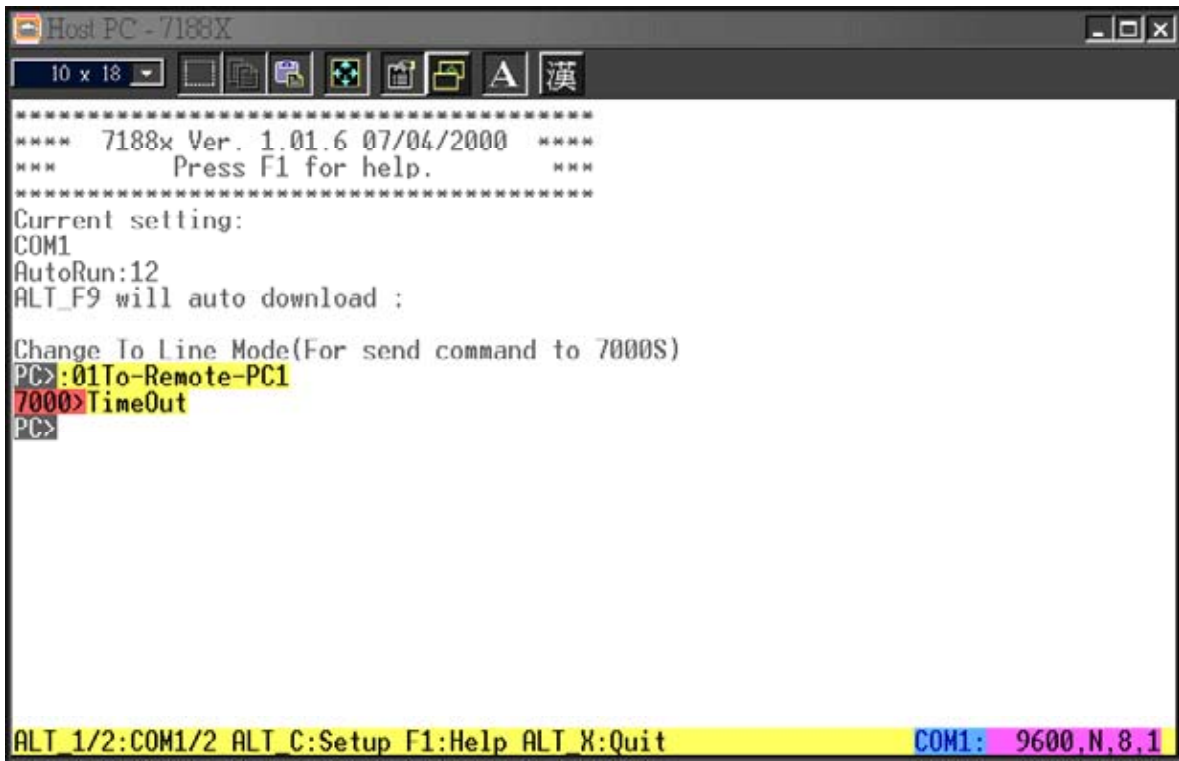 Host PC - 7188X
10 x 18 A 漢
****************************************
**** 7188x Ver. 1.01.6 07/04/2000 ****
*** Press F1 for help. ***
****************************************
Current setting:
COM1
AutoRun:12
ALT_F9 will auto download :
Change To Line Mode(For send command to 7000S)
PC>:01To-Remote-PC1
7000>TimeOut
PC>
ALT_1/2:COM1/2 ALT_C:Setup F1:Help ALT_X:Quit COM1: 9600,N,8,1